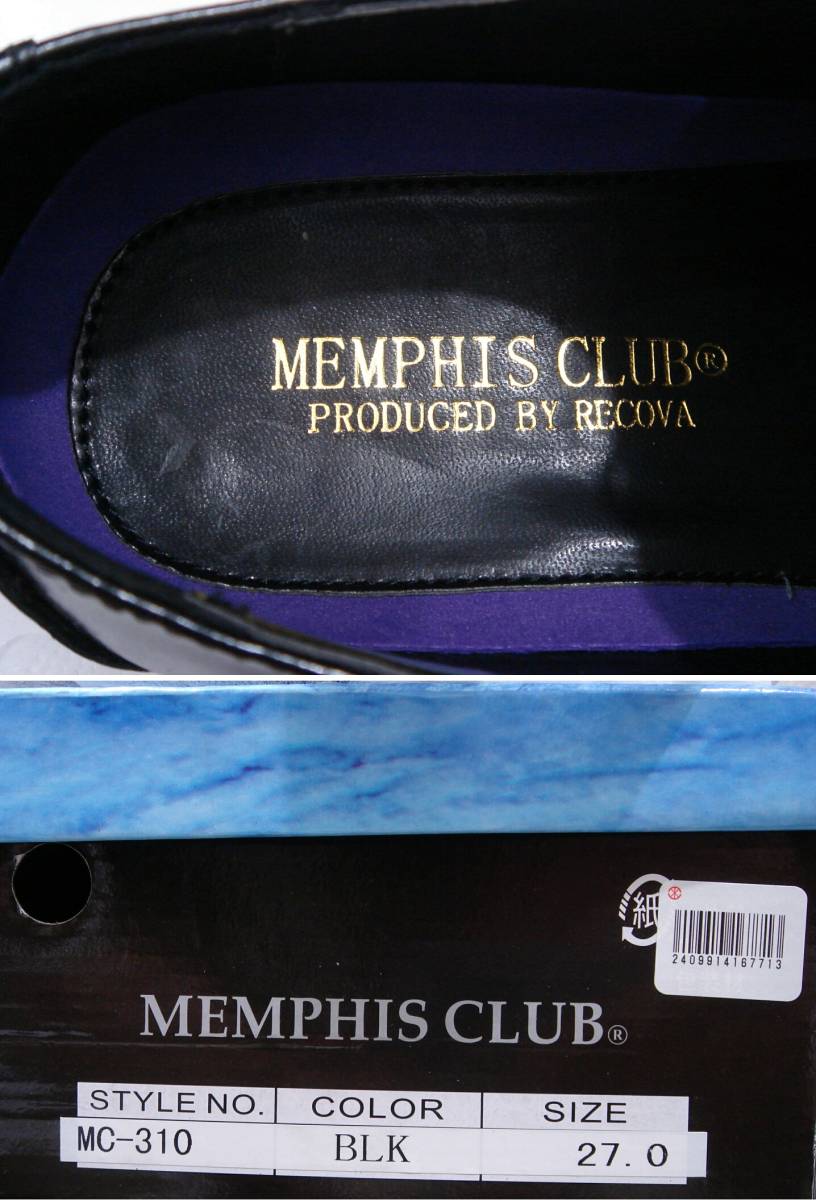 MEMPHIS CLUB®
PRODUCED BY RECOVA
紙
2409914167713
MEMPHIS CLUB®
STYLE NO. COLOR SIZE
MC-310 BLK 27.0